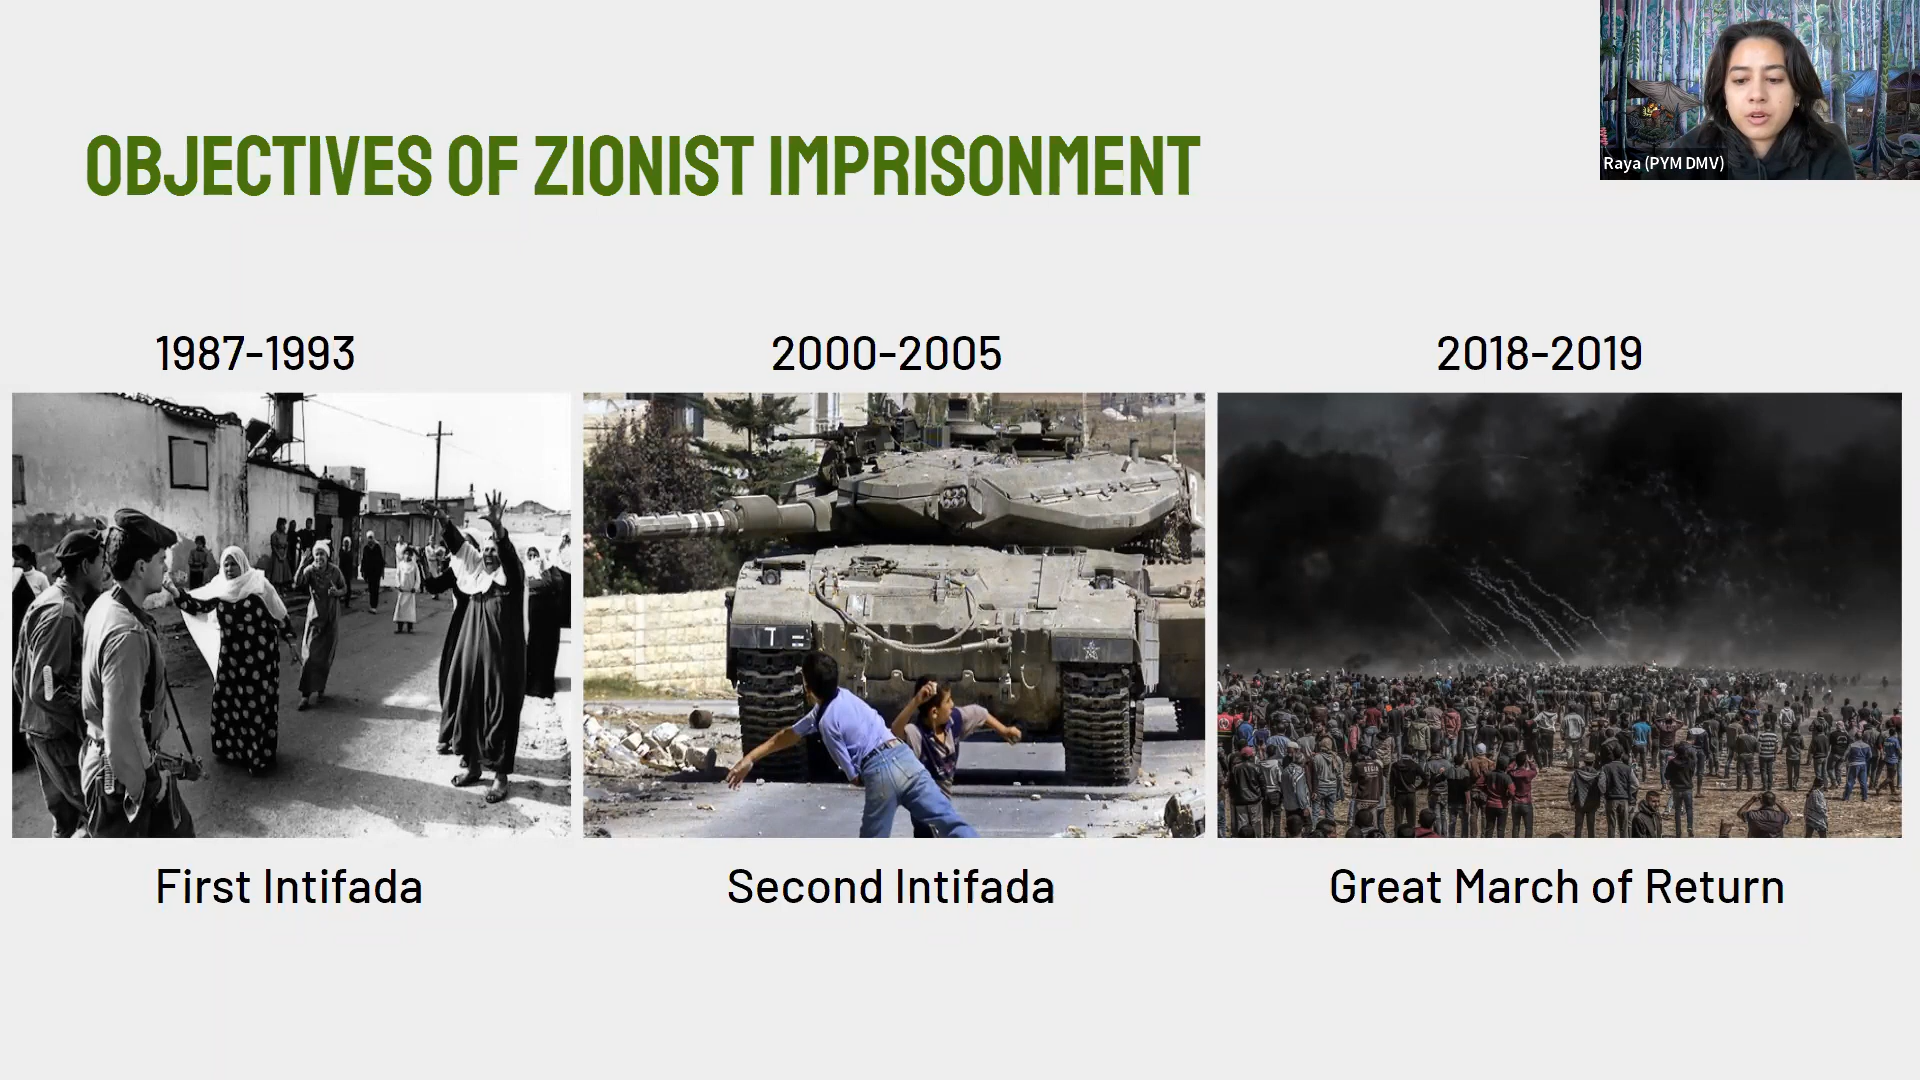 OBJECTIVES OF ZIONIST IMPRISONMENT
Raya (PYM DMV)
1987-1993
2000-2005
2018-2019
T
First Intifada
Second Intifada
Great March of Return